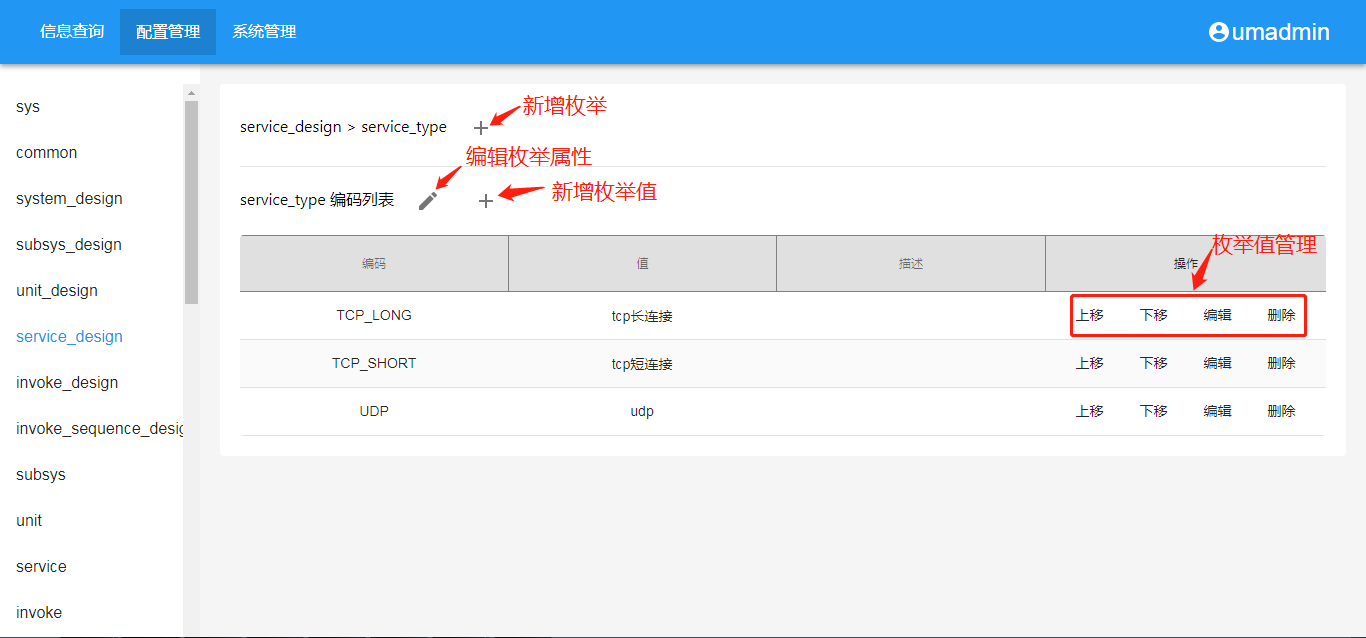 信息查询 配置管理 系统管理 umadmin
sys
common
system_design
subsys_design
unit_design
service_design
invoke_design
invoke_sequence_desig
subsys
unit
service
invoke
新增枚举
service_design > service_type
编辑枚举属性
service_type 编码列表
新增枚举值
枚举值管理
编码 值 描述 操作
TCP_LONG tcp长连接 上移 下移 编辑 删除
TCP_SHORT tcp短连接 上移 下移 编辑 删除
UDP udp 上移 下移 编辑 删除